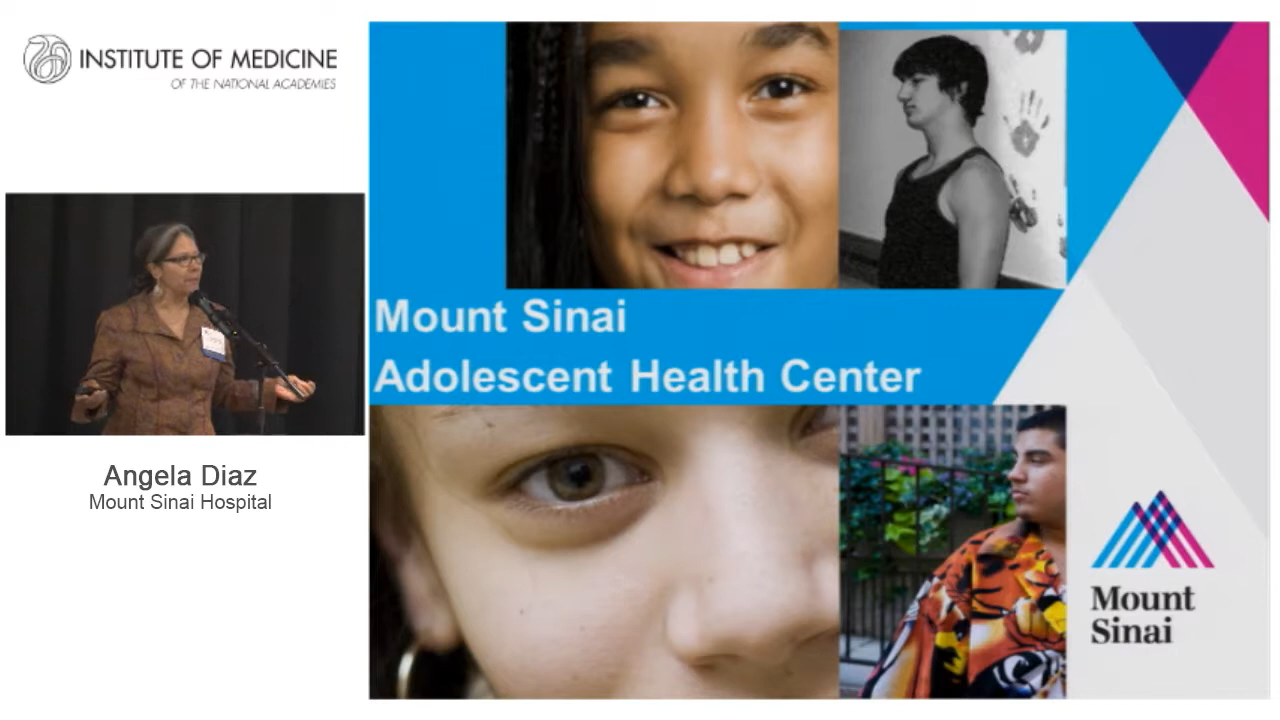 INSTITUTE OF MEDICINE
OF THE NATIONAL ACADEMIES
Angela Diaz
Mount Sinai Hospital
Mount Sinai
Adolescent Health Center
Mount
Sinai